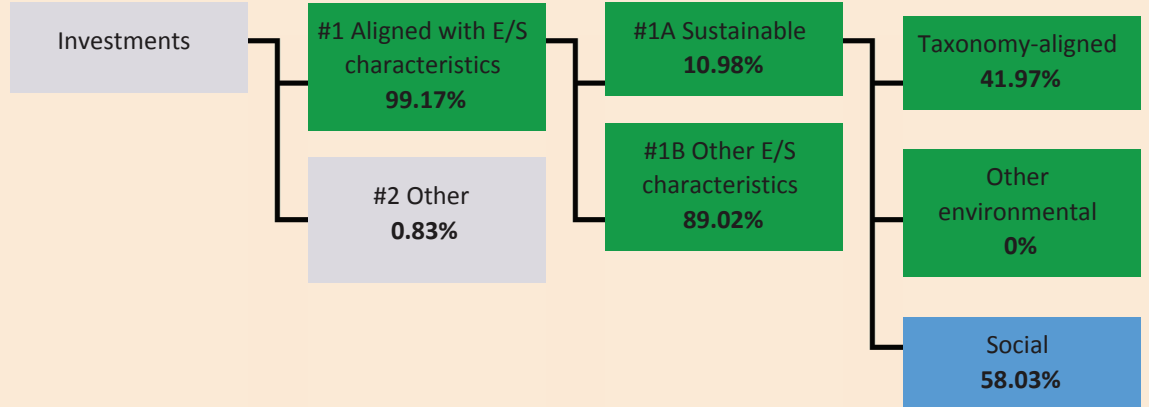 Investments
#1 Aligned with E/S
characteristics
99.17%
#2 Other
0.83%
#1A Sustainable
10.98%
#1B Other E/S
characteristics
89.02%
Taxonomy-aligned
41.97%
Other
environmental
0%
Social
58.03%